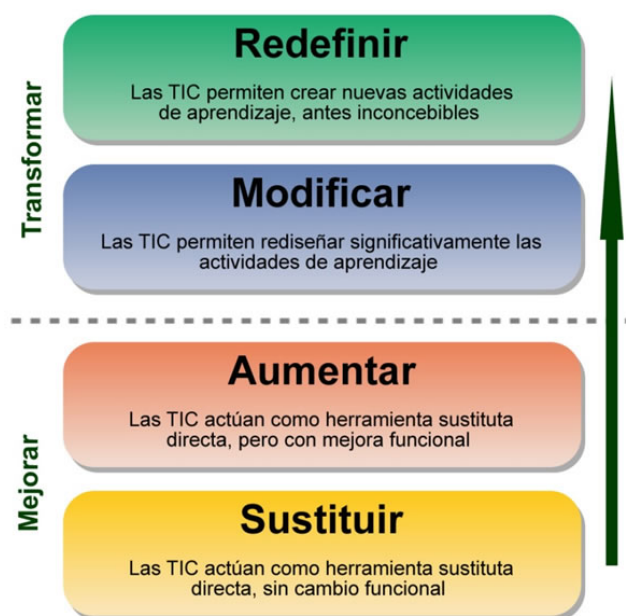 Transformar
Redefinir
Las TIC permiten crear nuevas actividades
de aprendizaje, antes inconcebibles
Modificar
Las TIC permiten rediseñar significativamente las
actividades de aprendizaje
Mejorar
Aumentar
Las TIC actúan como herramienta sustituta
directa, pero con mejora funcional
Sustituir
Las TIC actúan como herramienta sustituta
directa, sin cambio funcional